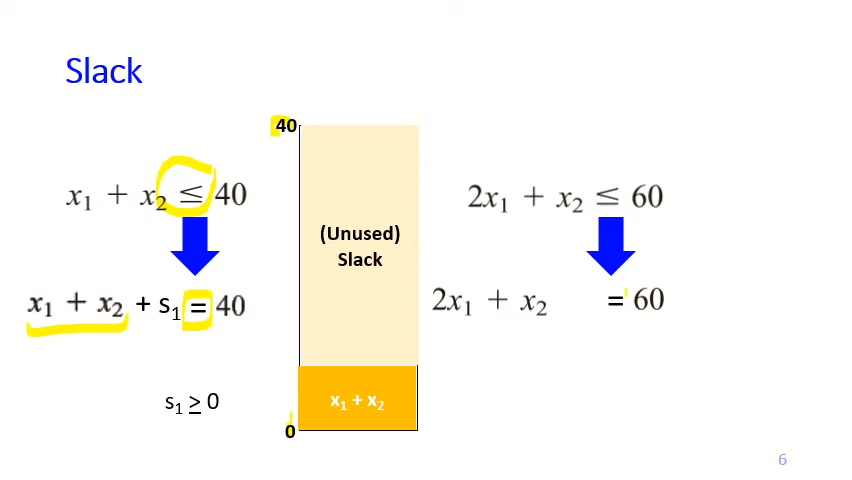 Slack
40
x₁ + x₂ ≤ 40
2x₁ + x₂ ≤ 60
(Unused)
Slack
x₁ + x₂ + s₁ = 40
2x₁ + x₂ = 60
s₁ ≥ 0
x₁ + x₂
0
6